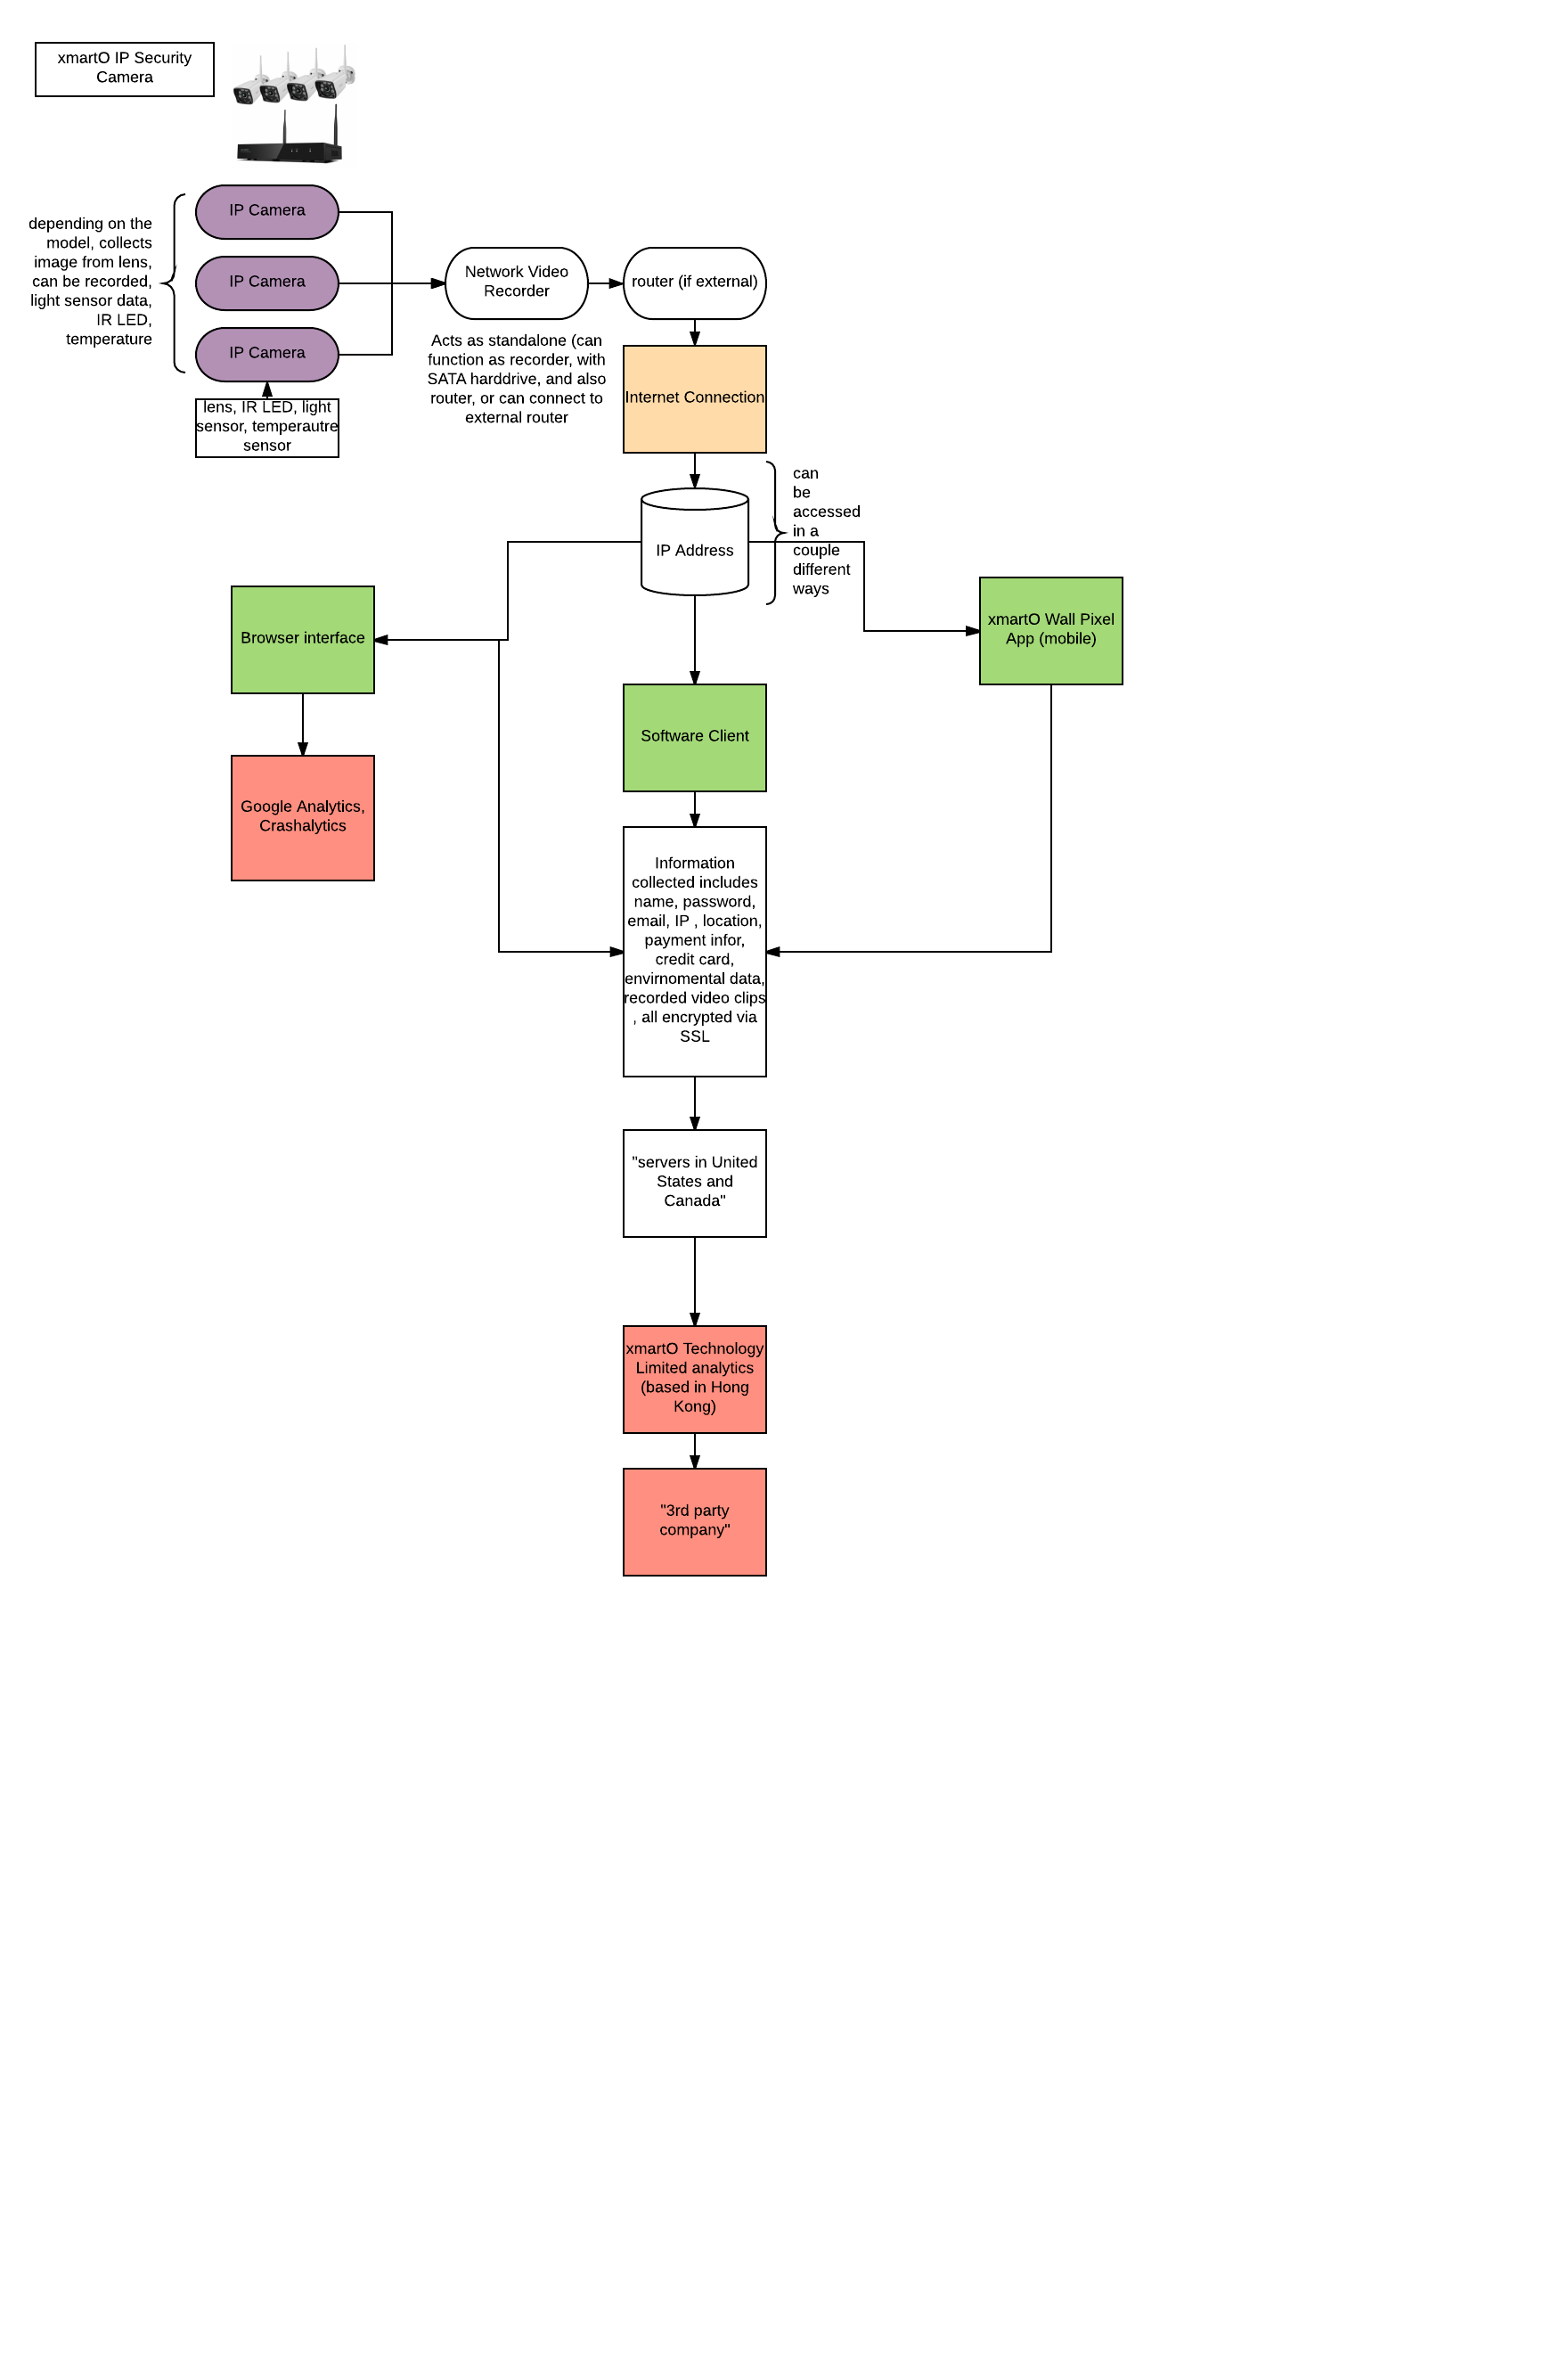 xmartO IP Security
Camera
depending on the
model, collects
image from lens,
can be recorded,
light sensor data,
IR LED,
temperature
IP Camera
IP Camera
IP Camera
lens, IR LED, light
sensor, temperautre
sensor
Network Video
Recorder
Acts as standalone (can
function as recorder, with
SATA harddrive, and also
router, or can connect to
external router
router (if external)
Internet Connection
IP Address
can
be
accessed
in a
couple
different
ways
Browser interface
xmartO Wall Pixel
App (mobile)
Software Client
Google Analytics,
Crashalytics
Information
collected includes
name, password,
email, IP , location,
payment infor,
credit card,
envirnomental data,
recorded video clips
, all encrypted via
SSL
"servers in United
States and
Canada"
xmartO Technology
Limited analytics
(based in Hong
Kong)
"3rd party
company"